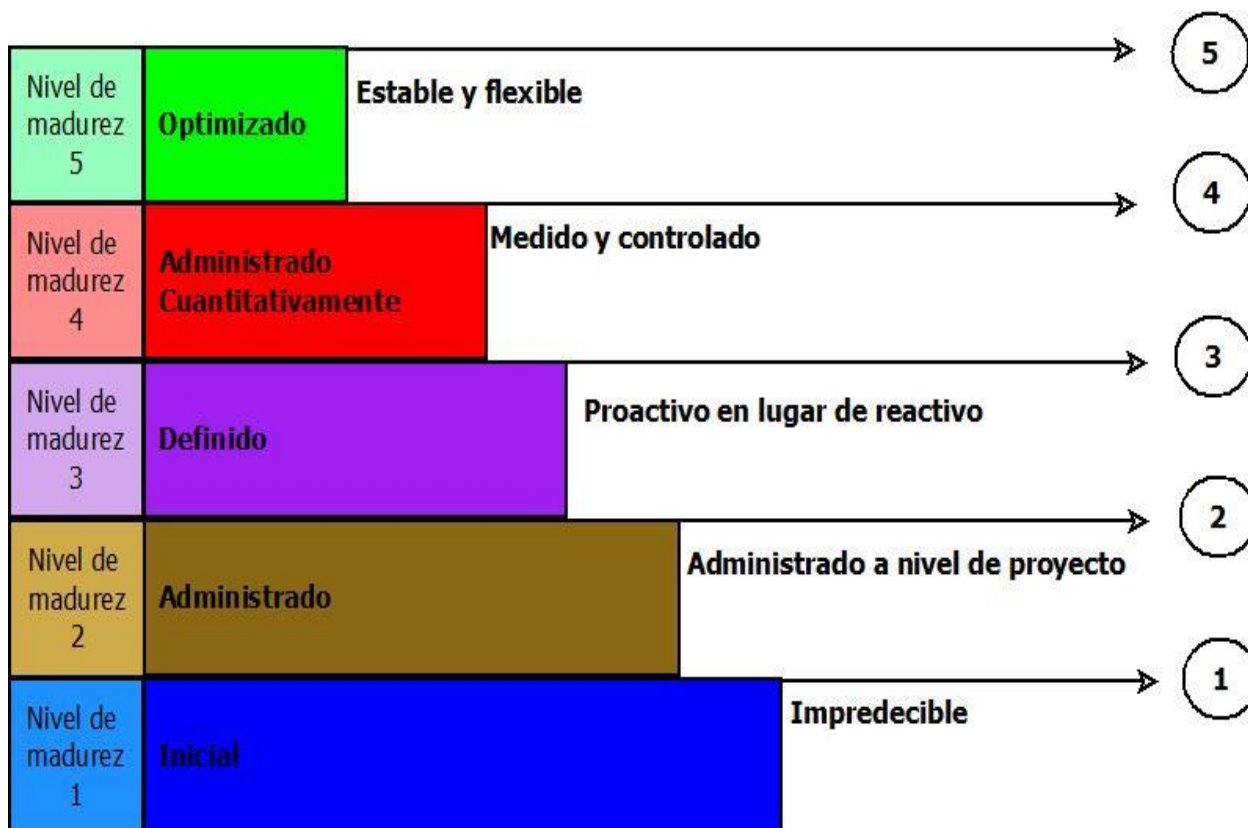 5
Nivel de
madurez
5
Optimizado
Estable y flexible
4
Nivel de
madurez
4
Administrado
Cuantitativamente
Medido y controlado
3
Nivel de
madurez
3
Definido
Proactivo en lugar de reactivo
2
Nivel de
madurez
2
Administrado
Administrado a nivel de proyecto
1
Nivel de
madurez
1
Inicial
Impredecible